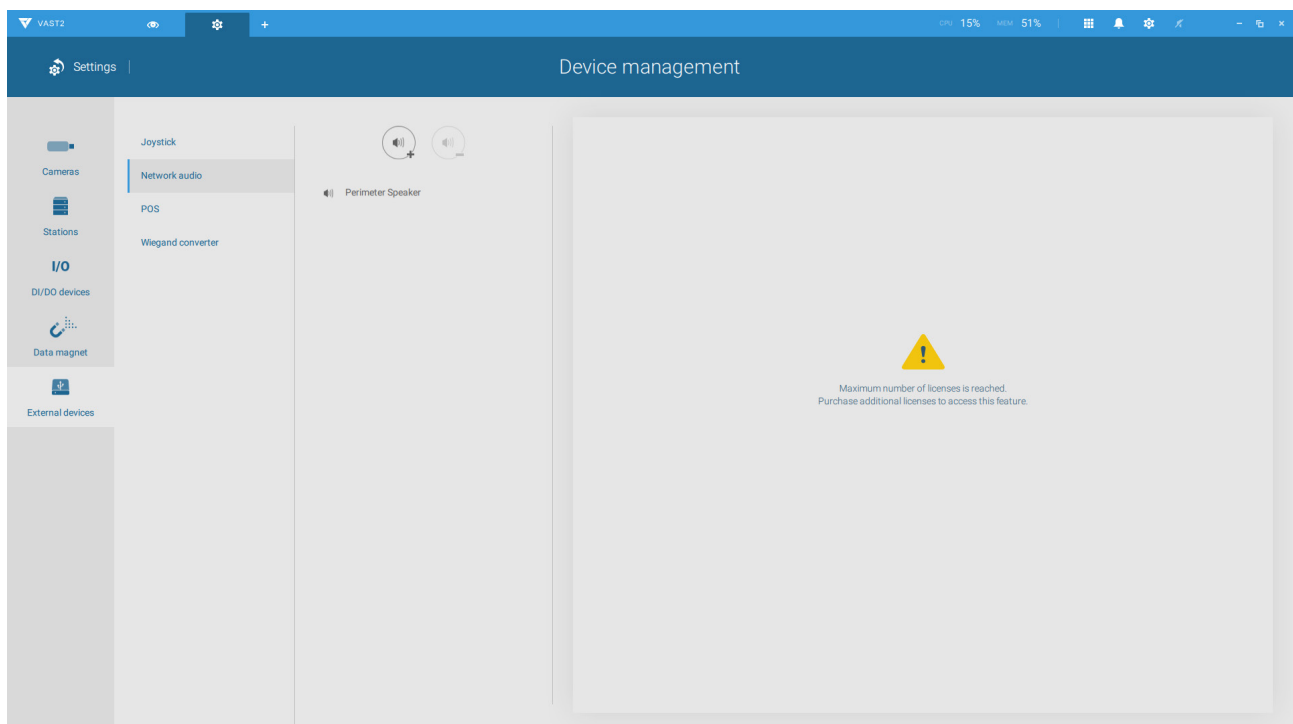 VAST2
CPU 15% MEM 51%
Settings
Device management
Cameras
Stations
I/O
DI/DO devices
Data magnet
External devices
Joystick
Network audio
POS
Wiegand converter
Perimeter Speaker
Maximum number of licenses is reached.
Purchase additional licenses to access this feature.